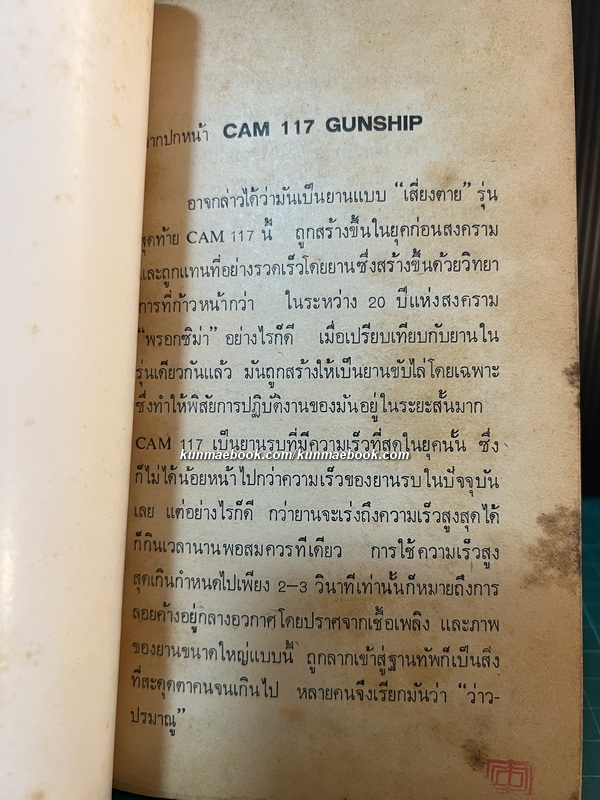 จากปกหน้า CAM 117 GUNSHIP
อาจกล่าวได้ว่ามันเป็นยานแบบ “เสี่ยงตาย” รุ่น
สุดท้าย CAM 117 นี้ ถูกสร้างขึ้นในยุคก่อนสงคราม
และถูกแทนที่อย่างรวดเร็วโดยยานซึ่งสร้างขึ้นด้วยวิทยา
การที่ก้าวหน้ากว่า ในระหว่าง 20 ปีแห่งสงคราม
“พรอกซิม่า” อย่างไรก็ดี เมื่อเปรียบเทียบกับยานใน
รุ่นเดียวกันแล้ว มันถูกสร้างให้เป็นยานขับไล่โดยเฉพาะ
ซึ่งทำให้พิสัยการปฏิบัติงานของมันอยู่ในระยะสั้นมาก
CAM 117 เป็นยานรบที่มีความเร็วที่สุดในยุคนั้น ซึ่ง
kunmaebook.com/kunmaebook.com
ก็ไม่ได้น้อยหน้าไปกว่าความเร็วของยานรบในปัจจุบัน
เลย แต่อย่างไรก็ดี กว่ายานจะเร่งถึงความเร็วสูงสุดได้
ก็กินเวลานานพอสมควรทีเดียว การใช้ความเร็วสูง
สุดเกินกำหนดไปเพียง 2–3 วินาทีเท่านั้นก็หมายถึงการ
ลอยค้างอยู่กลางอวกาศโดยปราศจากเชื้อเพลิง และภาพ
ของยานขนาดใหญ่แบบนี้ ถูกลากเข้าสู่ฐานทัพก็เป็นสิ่ง
ที่สะดุดตาคนจนเกินไป หลายคนจึงเรียกมันว่า “ว่าว-
ปรมาณู”